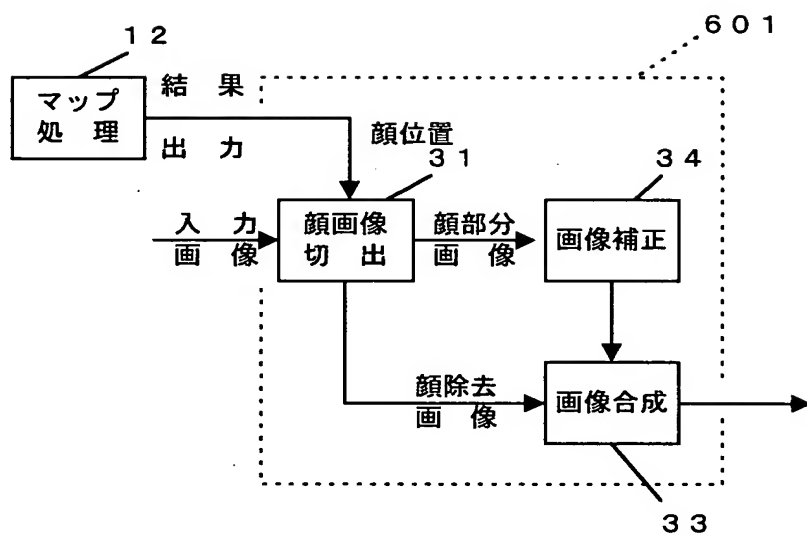 12
601
マップ
処理
結果
出力
顔位置
31
34
入力
画像
顔画像
切出
顔部分
画像
画像補正
顔除去
画像
画像合成
33